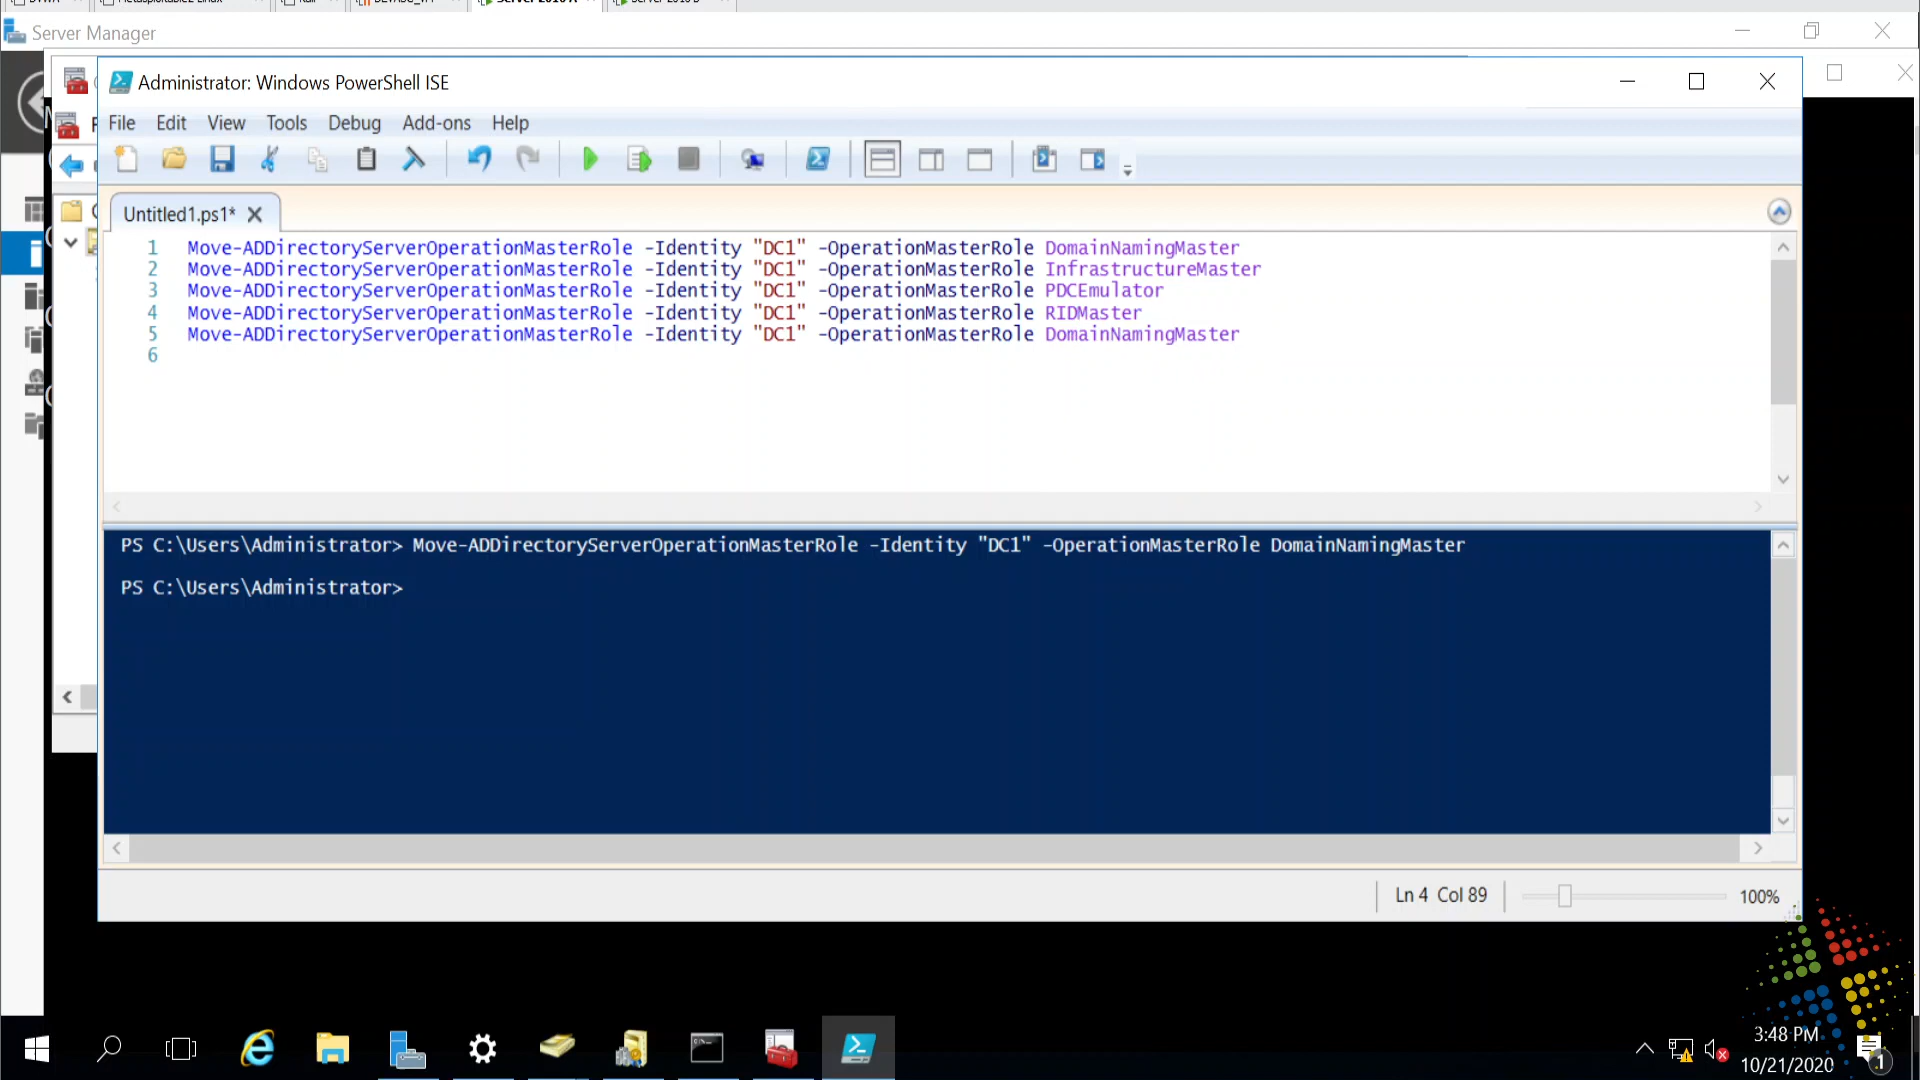 Server Manager
Administrator: Windows PowerShell ISE
File Edit View Tools Debug Add-ons Help
Untitled1.ps1*
1 Move-ADDirectoryServerOperationMasterRole -Identity "DC1" -OperationMasterRole DomainNamingMaster
2 Move-ADDirectoryServerOperationMasterRole -Identity "DC1" -OperationMasterRole InfrastructureMaster
3 Move-ADDirectoryServerOperationMasterRole -Identity "DC1" -OperationMasterRole PDCEmulator
4 Move-ADDirectoryServerOperationMasterRole -Identity "DC1" -OperationMasterRole RIDMaster
5 Move-ADDirectoryServerOperationMasterRole -Identity "DC1" -OperationMasterRole DomainNamingMaster
6
PS C:\Users\Administrator> Move-ADDirectoryServerOperationMasterRole -Identity "DC1" -OperationMasterRole DomainNamingMaster
PS C:\Users\Administrator>
Ln 4 Col 89 100%
3:48 PM
10/21/2020
1